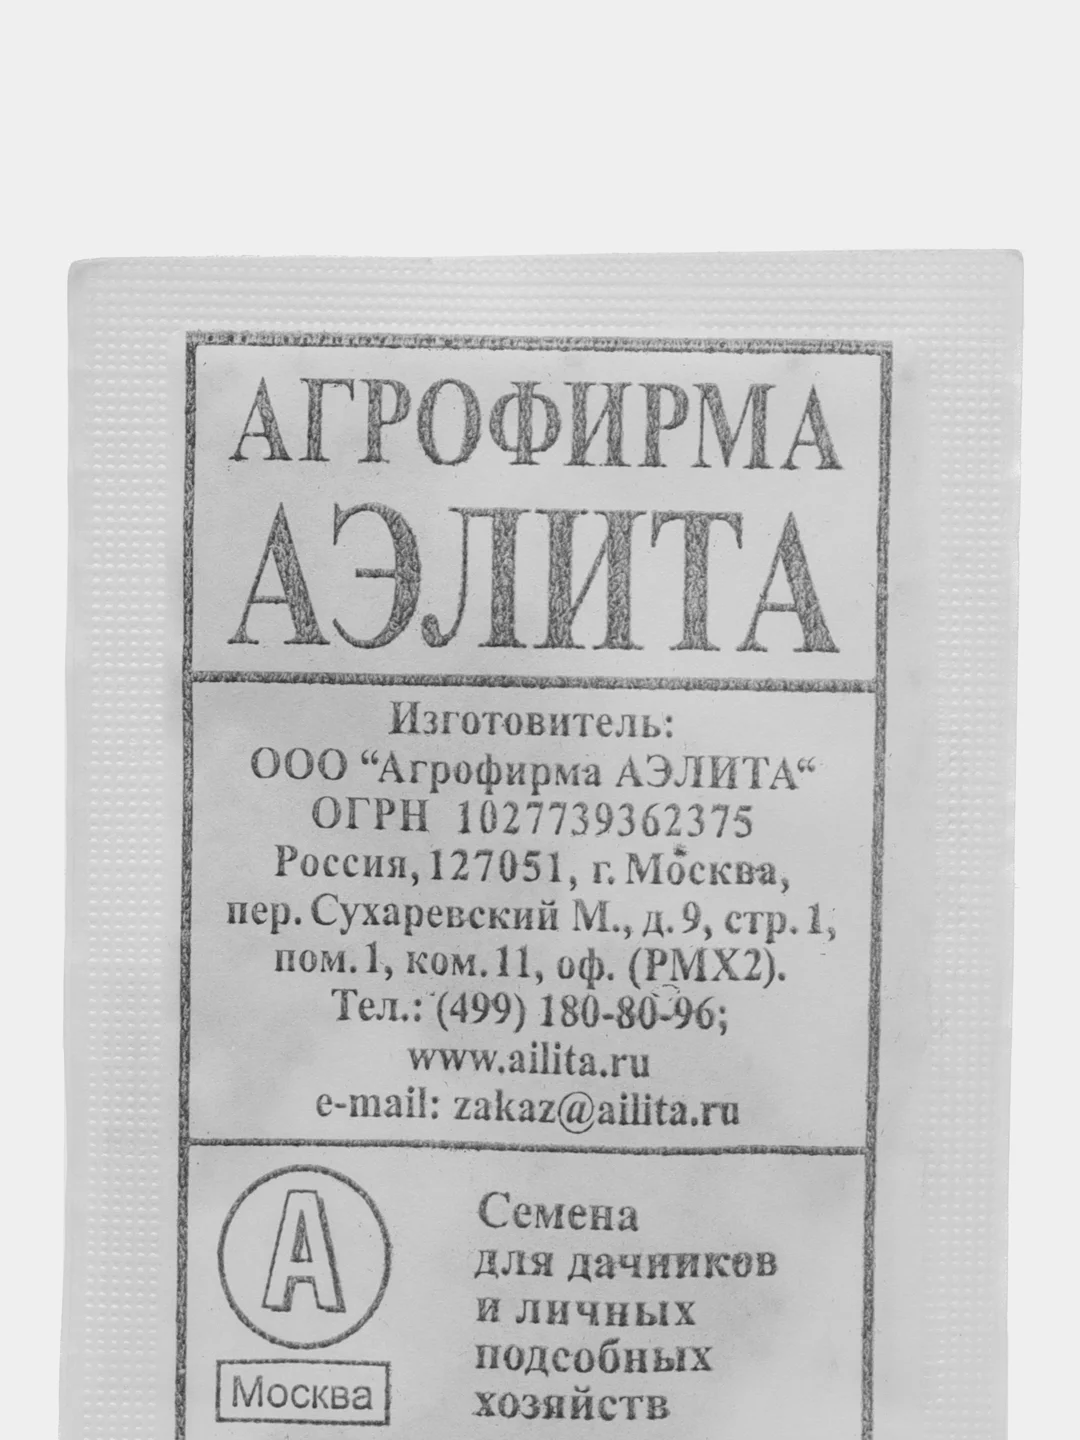 АГРОФИРМА
АЭЛИТА
Изготовитель:
ООО “Агрофирма АЭЛИТА“
ОГРН 1027739362375
Россия, 127051, г. Москва,
пер. Сухаревский М., д. 9, стр. 1,
пом. 1, ком. 11, оф. (РМХ2).
Тел.: (499) 180-80-96;
www.ailita.ru
e-mail: zakaz@ailita.ru
А
Москва
Семена
для дачников
и личных
подсобных
хозяйств